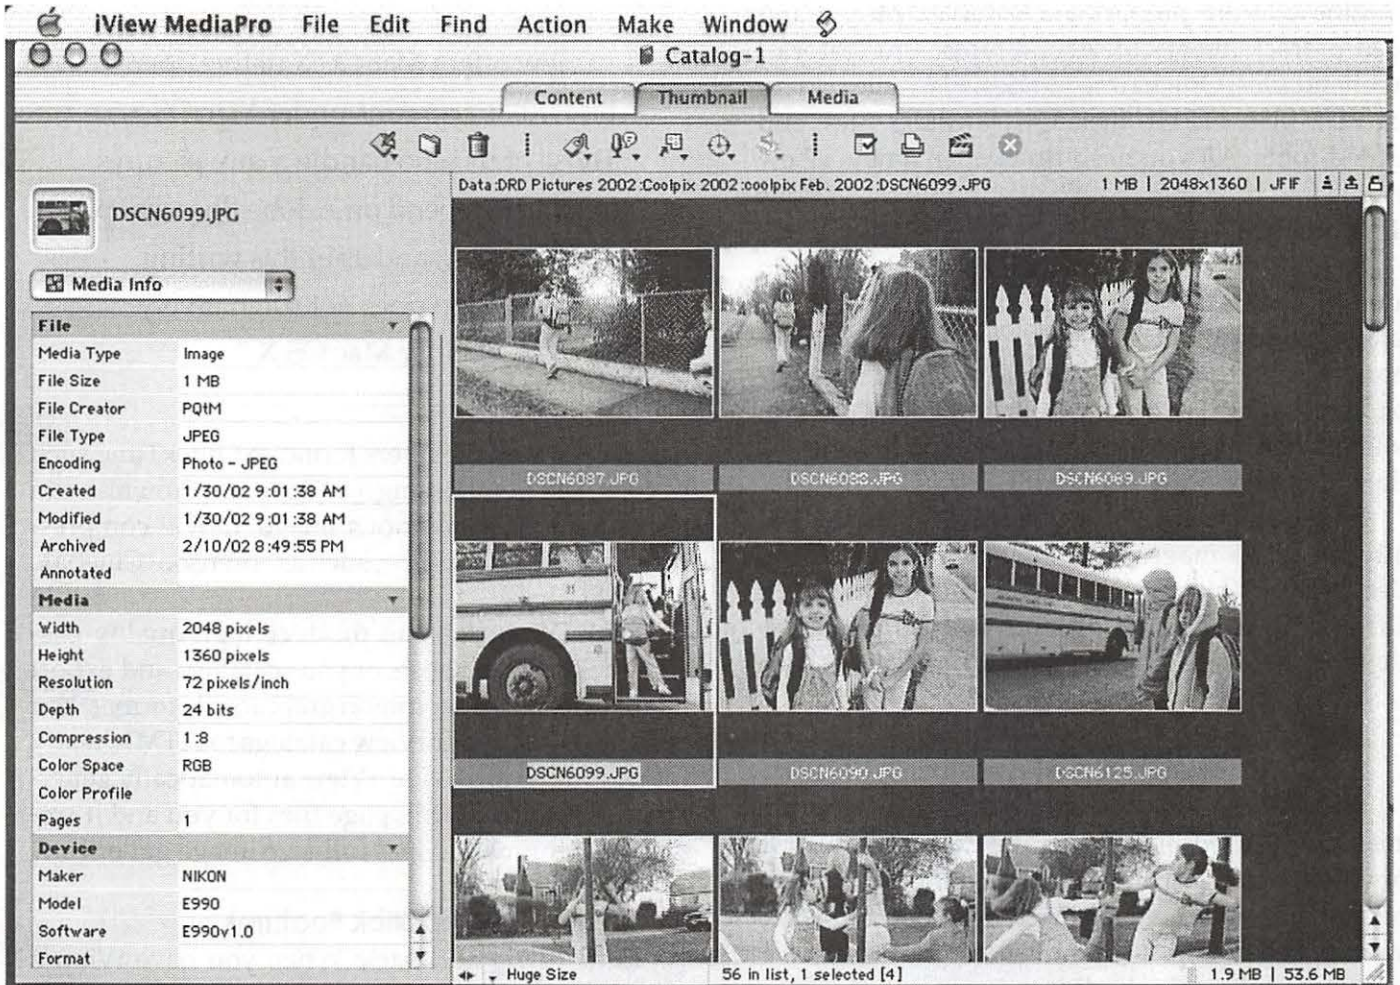 iView MediaPro File Edit Find Action Make Window
Catalog-1
Content Thumbnail Media
DSCN6099.JPG
Data:DRD Pictures 2002:Coolpix 2002:coolpix Feb. 2002:DSCN6099.JPG 1 MB | 2048x1360 | JFIF
Media Info
File
Media Type Image
File Size 1 MB
File Creator PQtM
File Type JPEG
Encoding Photo - JPEG
Created 1/30/02 9:01:38 AM
Modified 1/30/02 9:01:38 AM
Archived 2/10/02 8:49:55 PM
Annotated
Media
Width 2048 pixels
Height 1360 pixels
Resolution 72 pixels/inch
Depth 24 bits
Compression 1:8
Color Space RGB
Color Profile
Pages 1
Device
Maker NIKON
Model E990
Software E990v1.0
Format
DSCN6087.JPG DSCN6088.JPG DSCN6089.JPG
DSCN6099.JPG DSCN6090.JPG DSCN6125.JPG
Huge Size 56 in list, 1 selected [4] 1.9 MB | 53.6 MB